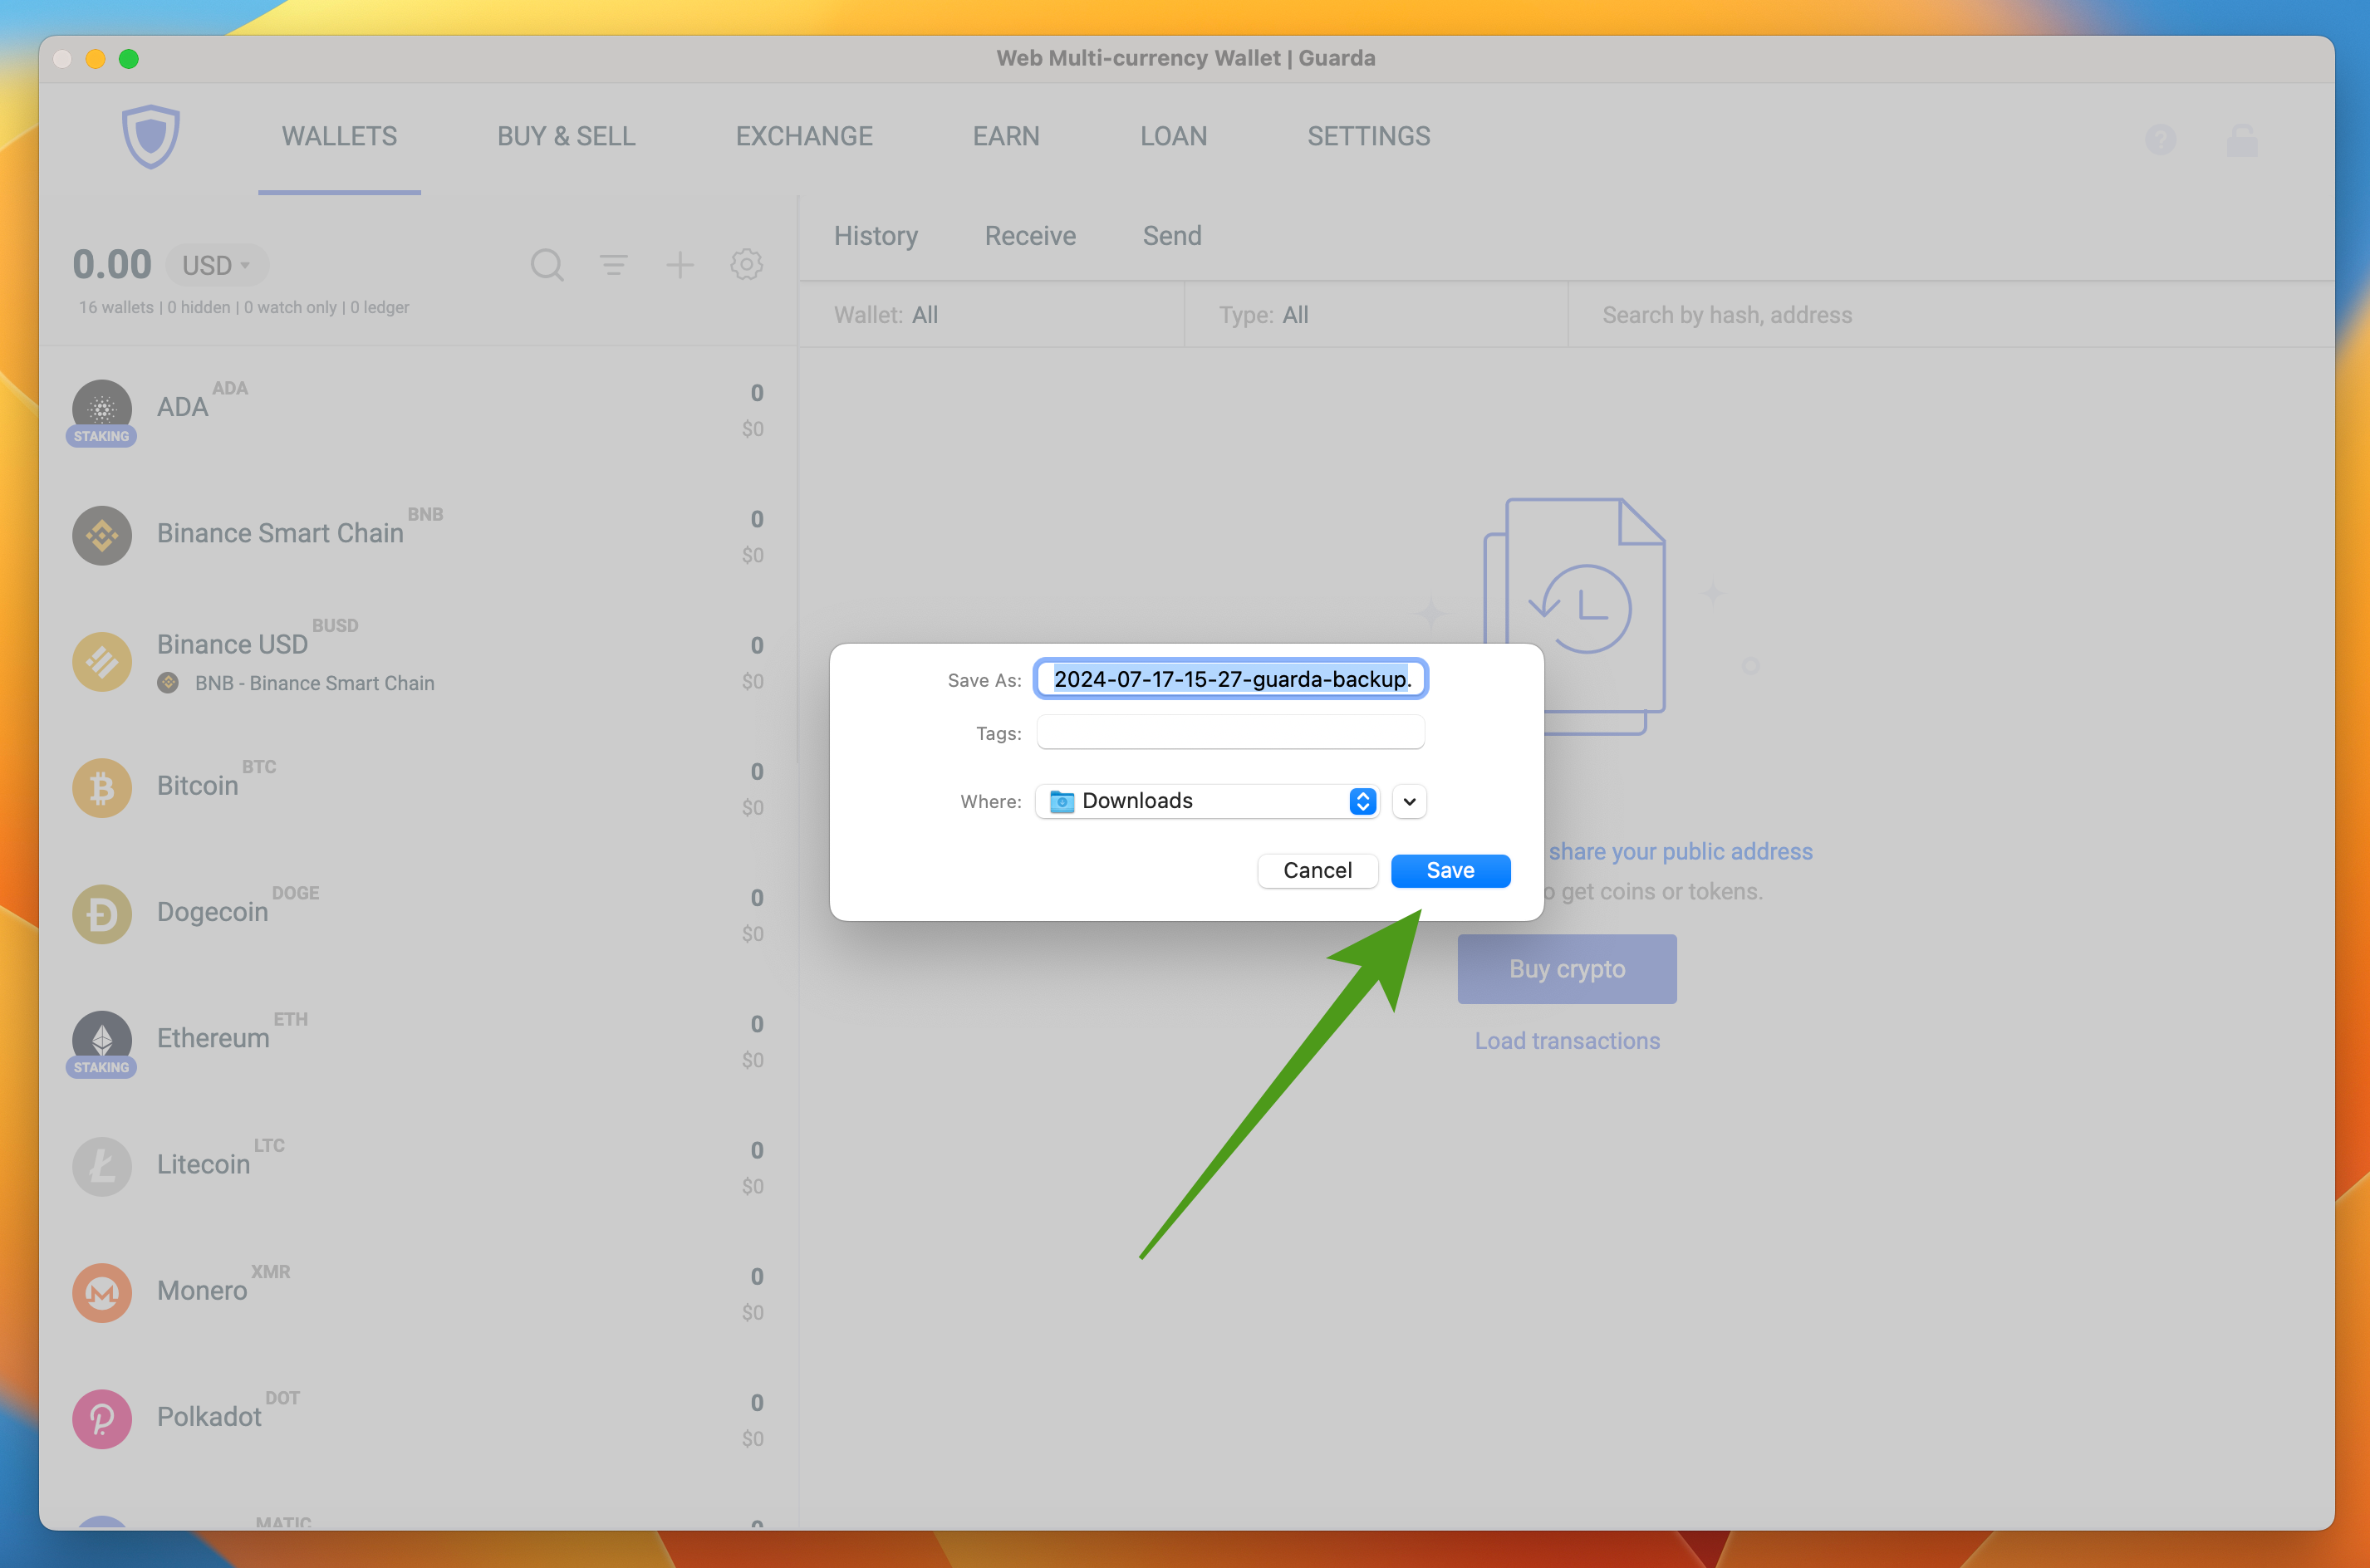 Web Multi-currency Wallet | Guarda
WALLETS BUY & SELL EXCHANGE EARN LOAN SETTINGS
0.00 USD
16 wallets | 0 hidden | 0 watch only | 0 ledger
History Receive Send
Wallet: All Type: All Search by hash, address
ADA ADA 0
$0
STAKING
Binance Smart Chain BNB 0
$0
Binance USD BUSD 0
BNB - Binance Smart Chain $0
Bitcoin BTC 0
$0
Dogecoin DOGE 0
$0
Ethereum ETH 0
$0
STAKING
Litecoin LTC 0
$0
Monero XMR 0
$0
Polkadot DOT 0
$0
MATIC 0
Save As: 2024-07-17-15-27-guarda-backup.
Tags:
Where: Downloads
Cancel Save
share your public address
get coins or tokens.
Buy crypto
Load transactions